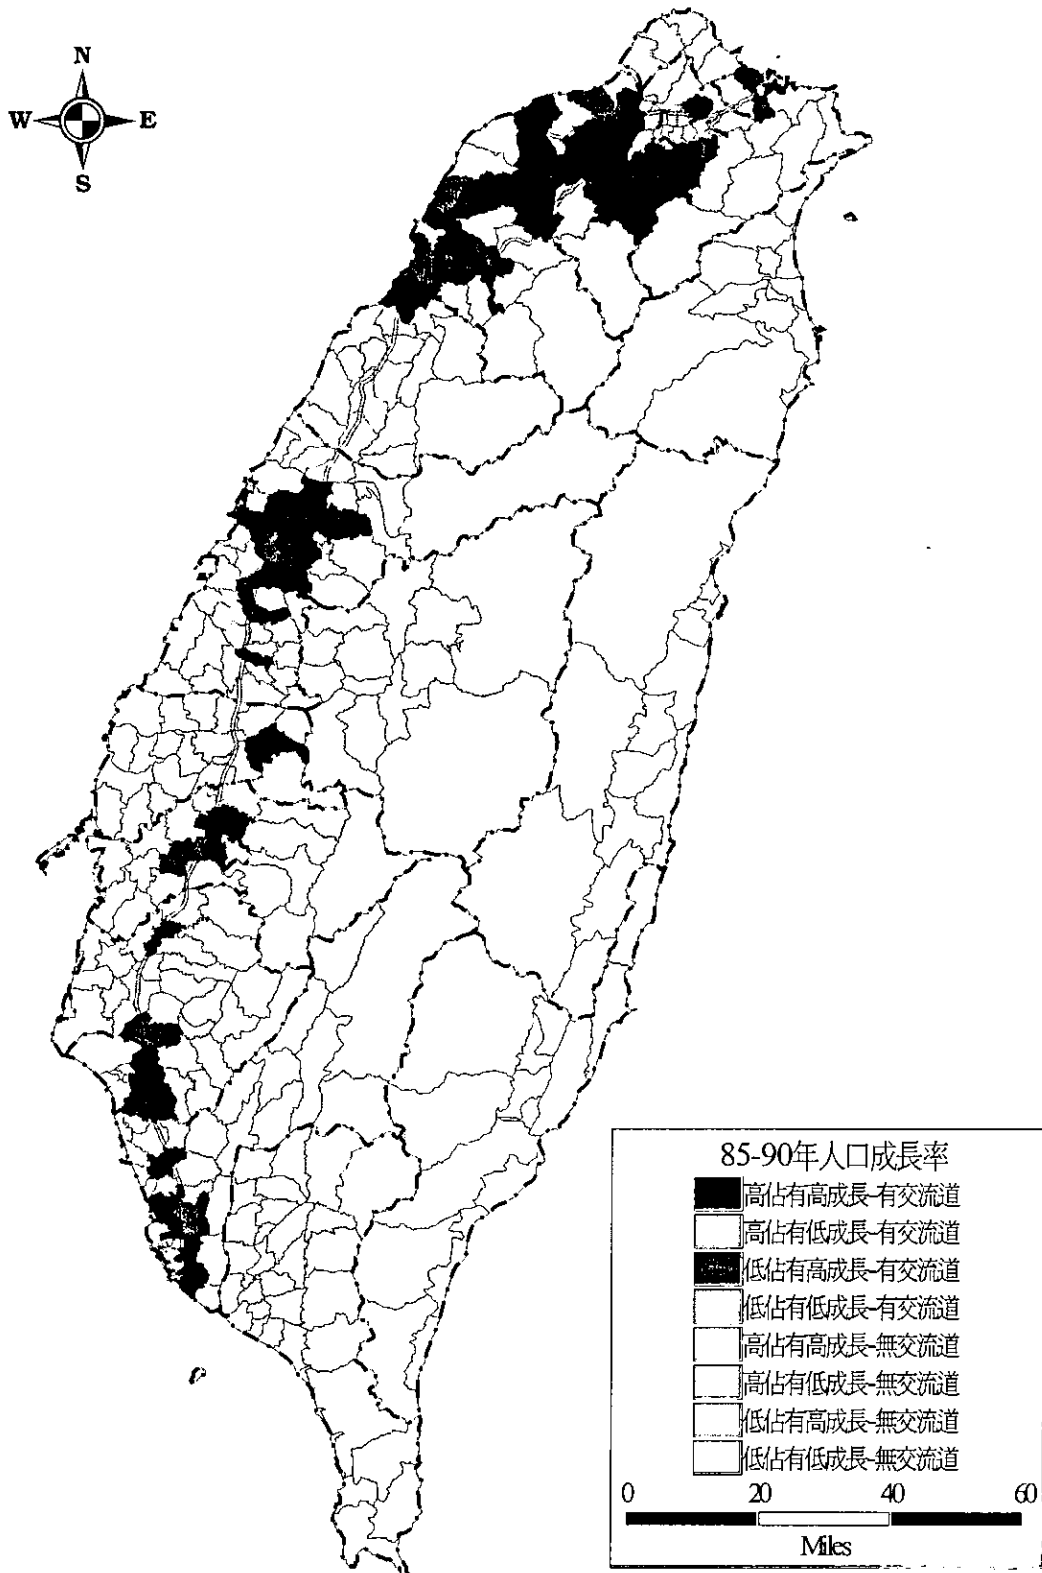 N
W E
S
85-90年人口成長率
高佔有高成長-有交流道
高佔有低成長-有交流道
低佔有高成長-有交流道
低佔有低成長-有交流道
高佔有高成長-無交流道
高佔有低成長-無交流道
低佔有高成長-無交流道
低佔有低成長-無交流道
0 20 40 60
Miles